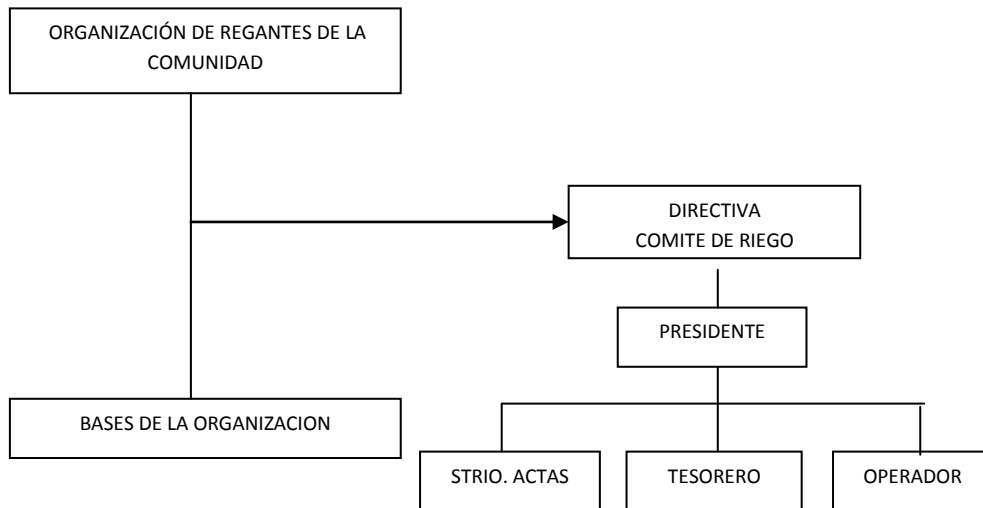 ORGANIZACIÓN DE REGANTES DE LA
COMUNIDAD
DIRECTIVA
COMITE DE RIEGO
PRESIDENTE
BASES DE LA ORGANIZACION
STRIO. ACTAS
TESORERO
OPERADOR